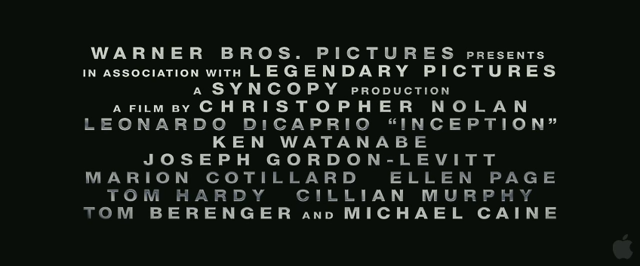 WARNER BROS. PICTURES PRESENTS
IN ASSOCIATION WITH LEGENDARY PICTURES
A SYNCOPY PRODUCTION
A FILM BY CHRISTOPHER NOLAN
LEONARDO DiCAPRIO “INCEPTION”
KEN WATANABE
JOSEPH GORDON-LEVITT
MARION COTILLARD ELLEN PAGE
TOM HARDY CILLIAN MURPHY
TOM BERENGER AND MICHAEL CAINE